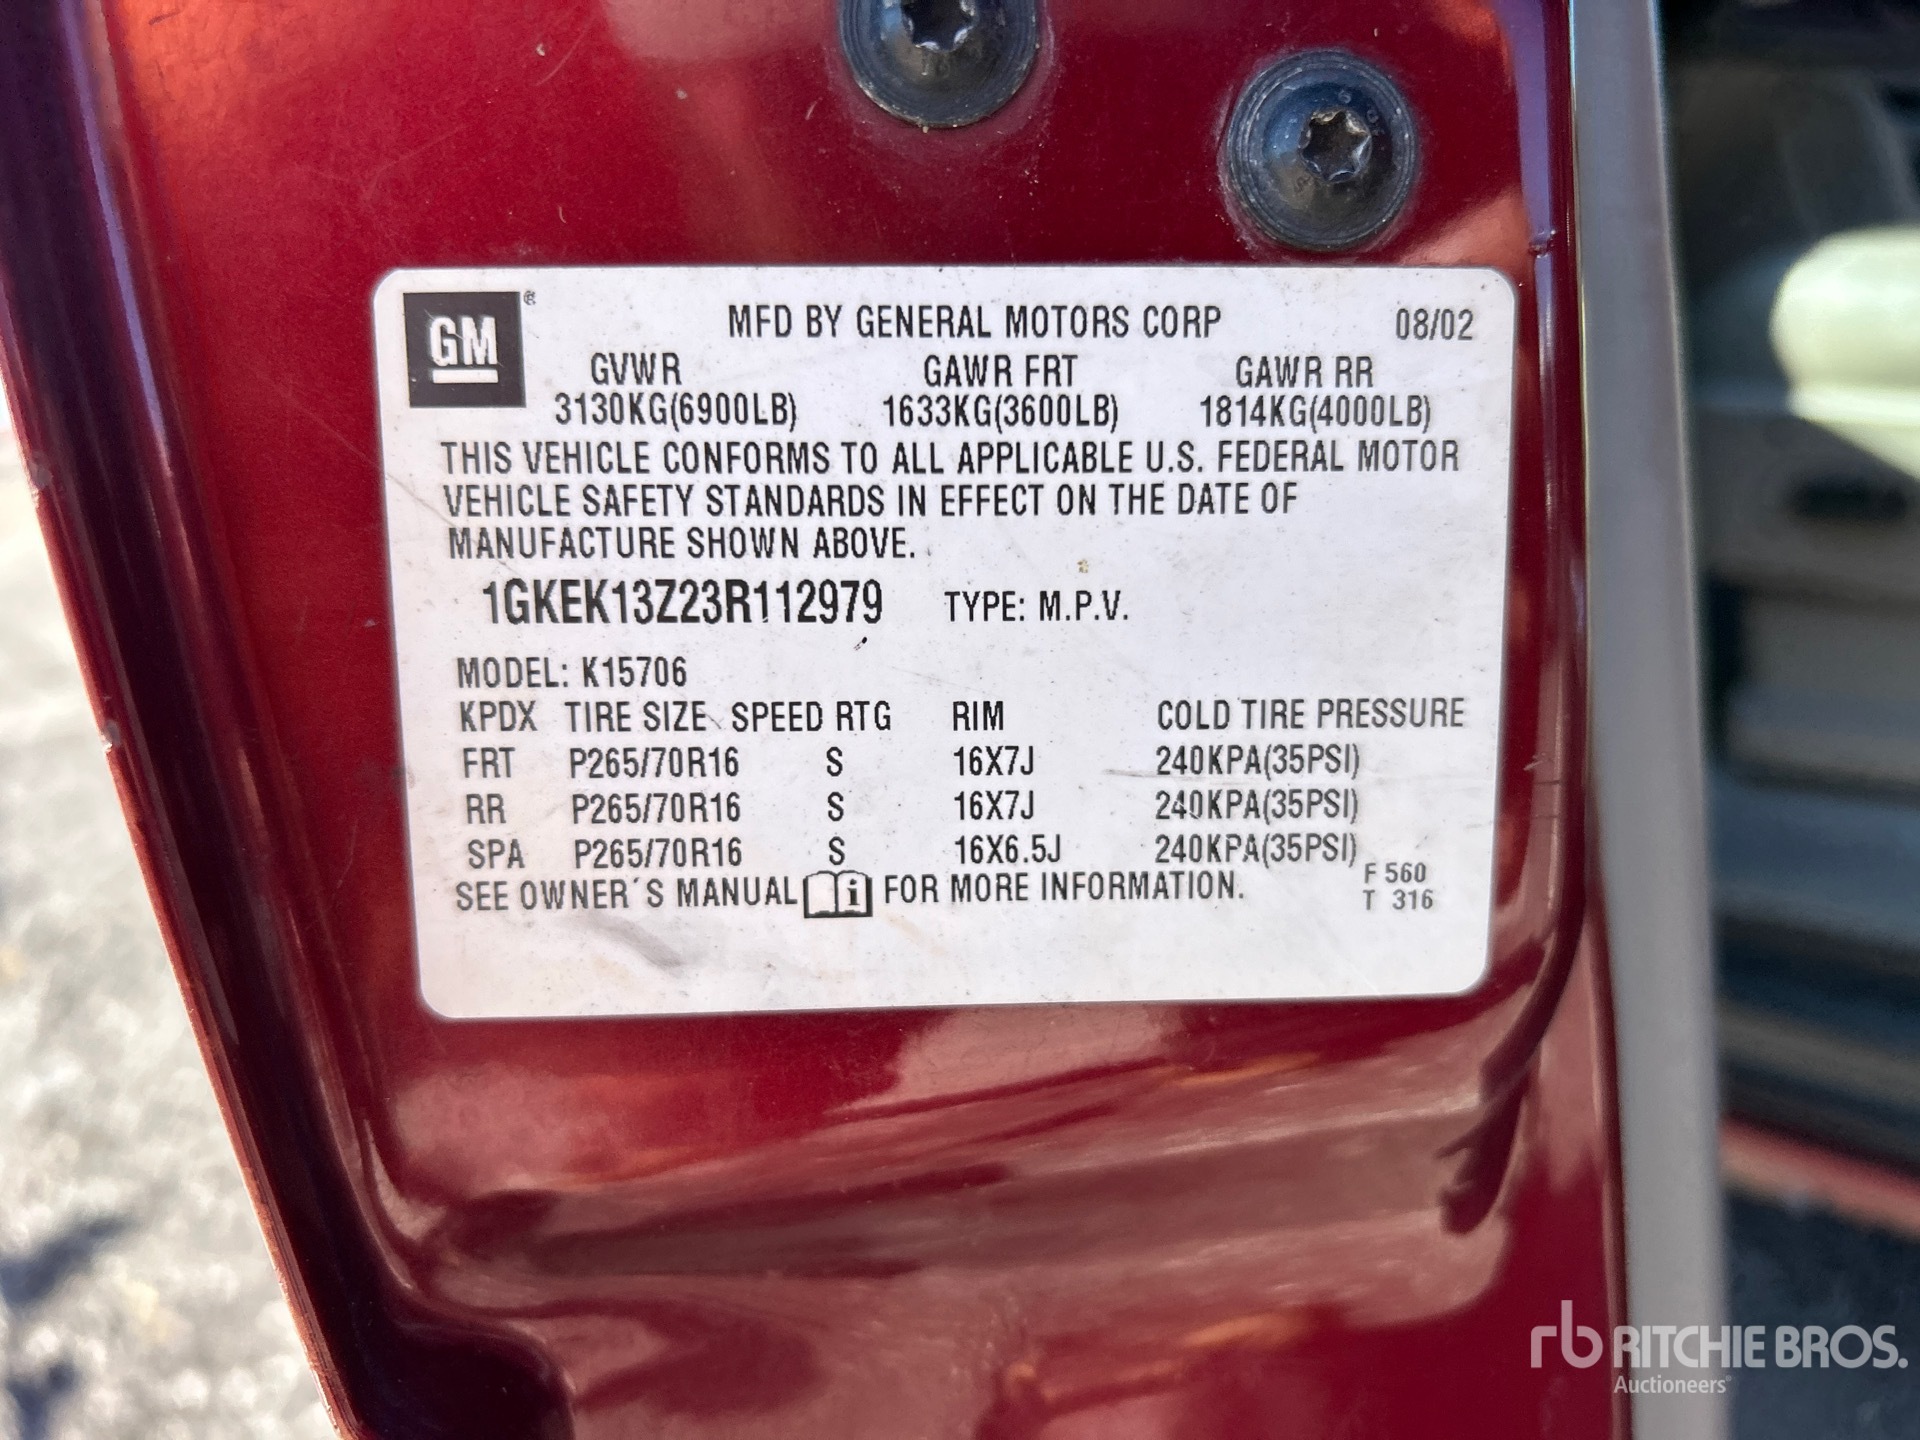 GM®
MFD BY GENERAL MOTORS CORP 08/02
GVWR GAWR FRT GAWR RR
3130KG(6900LB) 1633KG(3600LB) 1814KG(4000LB)
THIS VEHICLE CONFORMS TO ALL APPLICABLE U.S. FEDERAL MOTOR
VEHICLE SAFETY STANDARDS IN EFFECT ON THE DATE OF
MANUFACTURE SHOWN ABOVE.
1GKEK13Z23R112979 TYPE: M.P.V.
MODEL: K15706
KPDX TIRE SIZE SPEED RTG RIM COLD TIRE PRESSURE
FRT P265/70R16 S 16X7J 240KPA(35PSI)
RR P265/70R16 S 16X7J 240KPA(35PSI)
SPA P265/70R16 S 16X6.5J 240KPA(35PSI)
SEE OWNER´S MANUAL i FOR MORE INFORMATION.
F 560
T 316
rb RITCHIE BROS.
Auctioneers